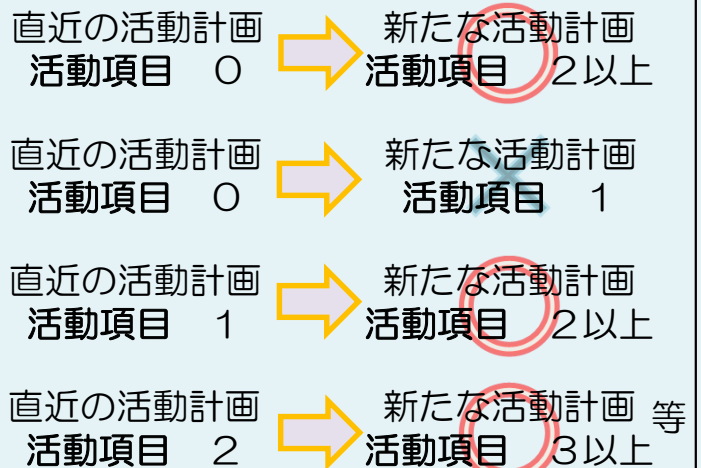 直近の活動計画
活動項目　0
新たな活動計画
活動項目　2以上
直近の活動計画
活動項目　0
新たな活動計画
活動項目　1
直近の活動計画
活動項目　1
新たな活動計画
活動項目　2以上
直近の活動計画
活動項目　2
新たな活動計画
活動項目　3以上
等